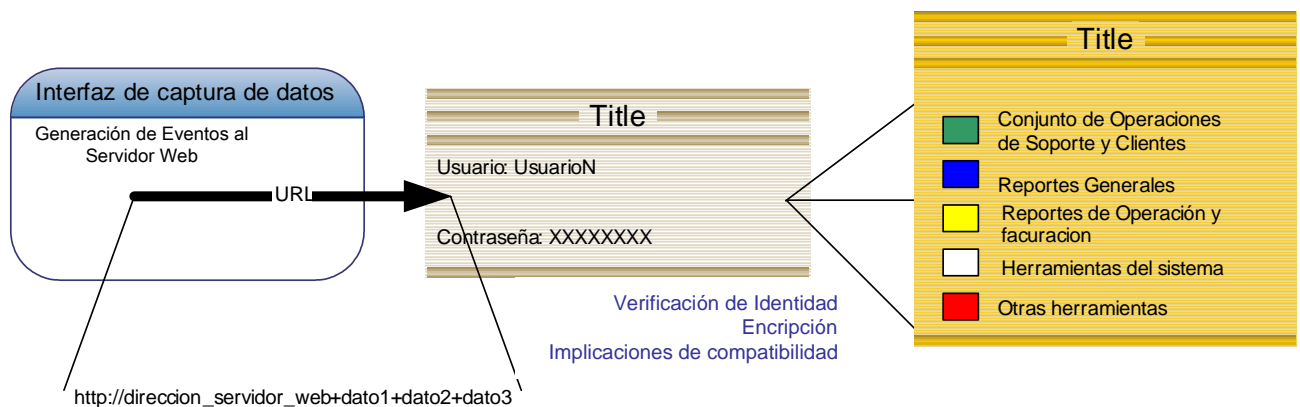 Interfaz de captura de datos
Generación de Eventos al
Servidor Web
URL
http://direccion_servidor_web+dato1+dato2+dato3
Title
Usuario: UsuarioN
Contraseña: XXXXXXXX
Verificación de Identidad
Encripción
Implicaciones de compatibilidad
Title
Conjunto de Operaciones
de Soporte y Clientes
Reportes Generales
Reportes de Operación y
facuracion
Herramientas del sistema
Otras herramientas